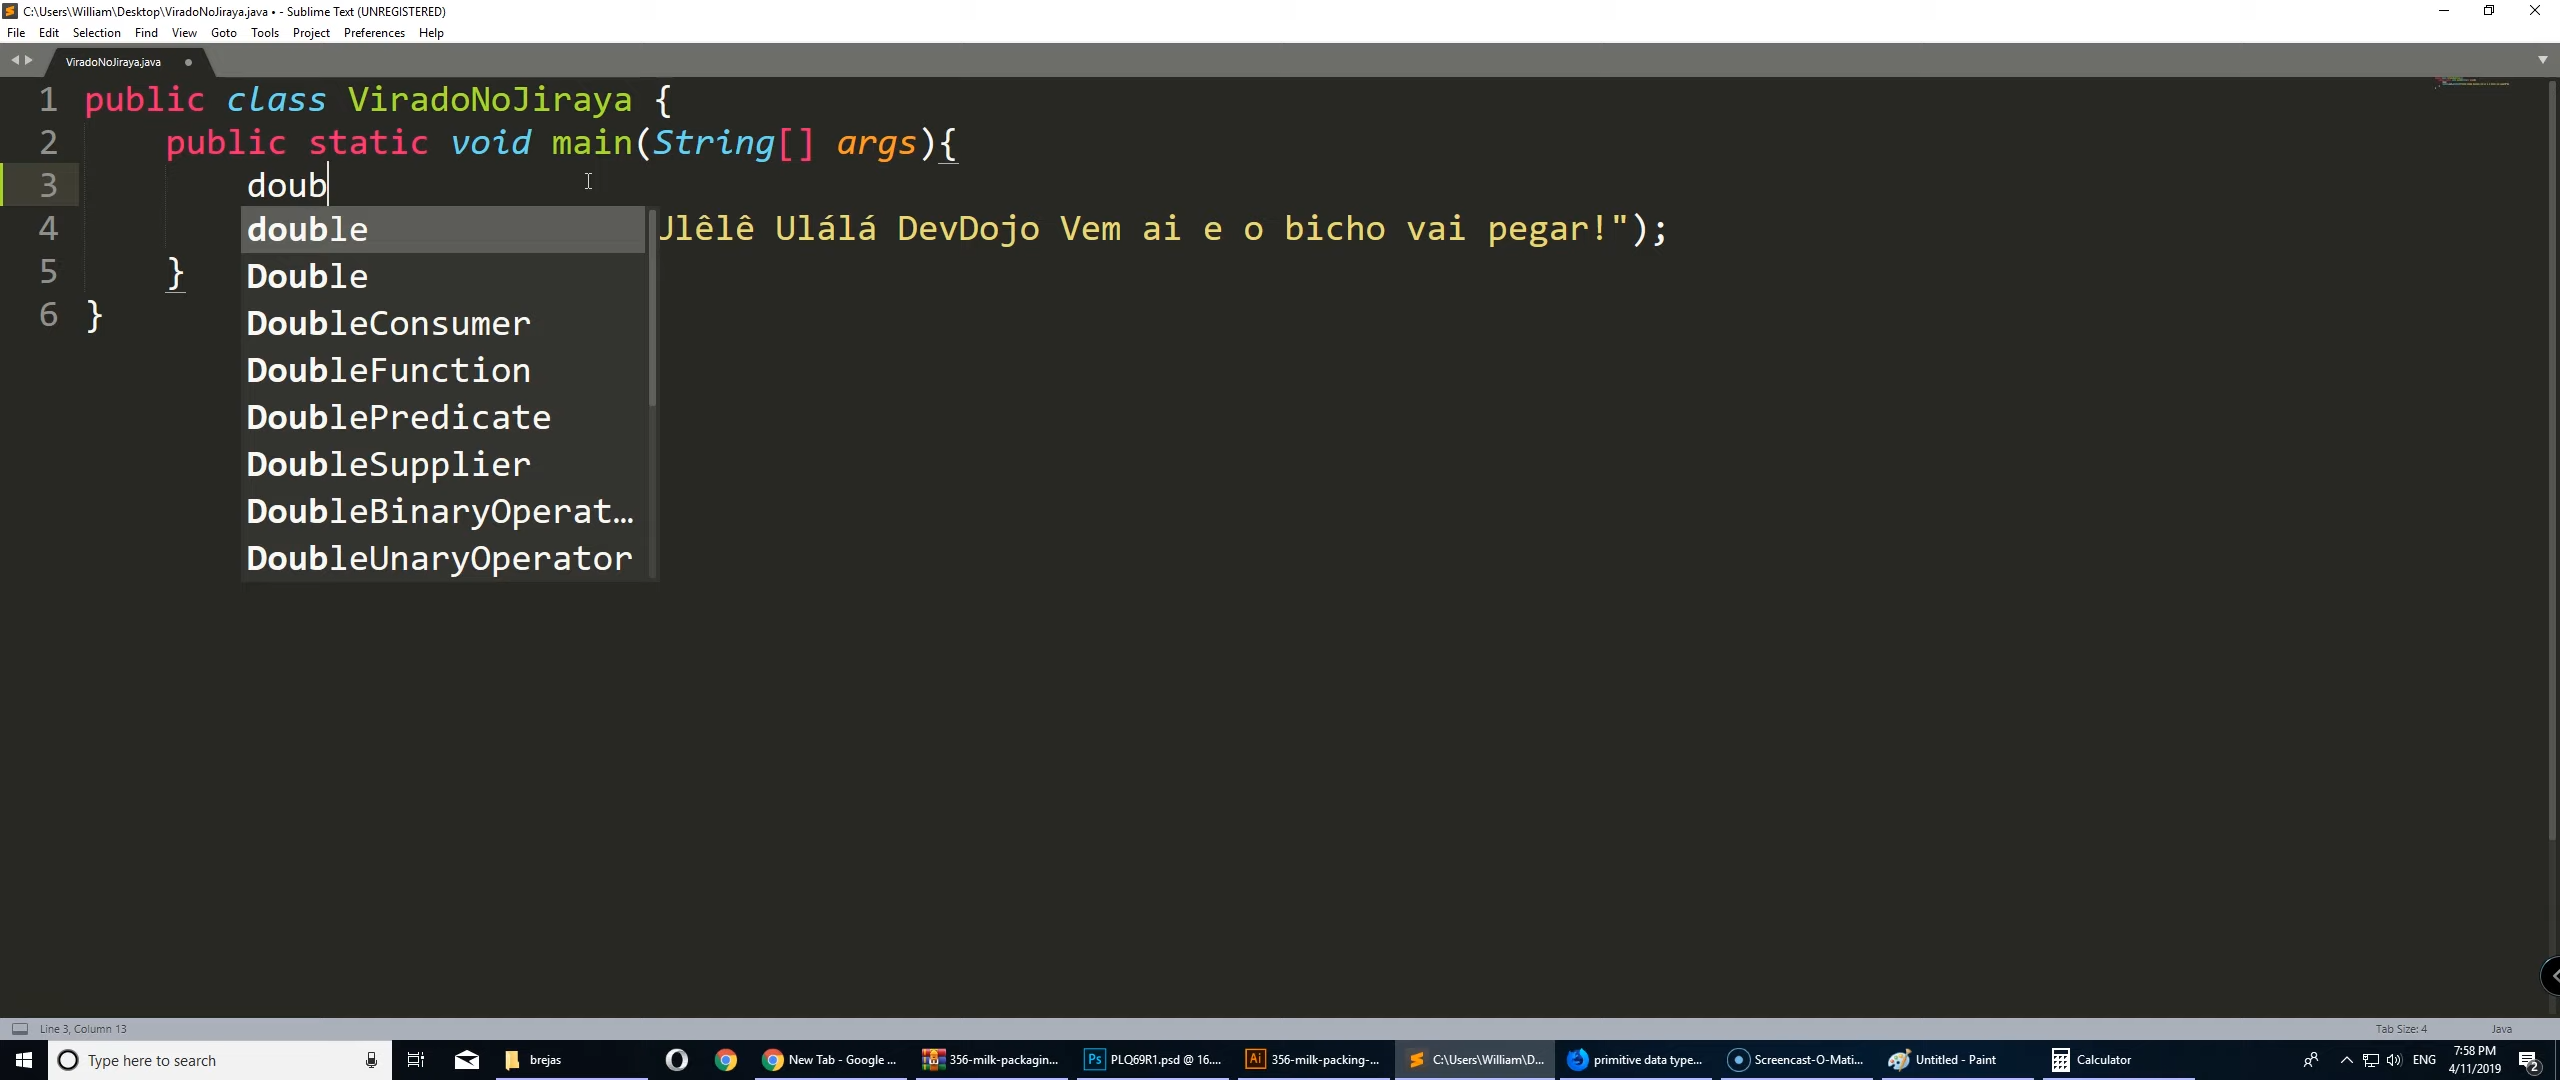 C:\Users\William\Desktop\ViradoNoJiraya.java • - Sublime Text (UNREGISTERED)
File Edit Selection Find View Goto Tools Project Preferences Help
ViradoNoJiraya.java
1 public class ViradoNoJiraya {
2 public static void main(String[] args){
3 doub
4 Ulêlê Ulálá DevDojo Vem ai e o bicho vai pegar!");
5 }
6 }
double
Double
DoubleConsumer
DoubleFunction
DoublePredicate
DoubleSupplier
DoubleBinaryOperat...
DoubleUnaryOperator
Line 3, Column 13 Tab Size: 4 Java
Type here to search brejas New Tab - Google ... 356-milk-packagin... Ps PLQ69R1.psd @ 16.... Ai 356-milk-packing-... C:\Users\William\D... primitive data type... Screencast-O-Mati... Untitled - Paint Calculator ENG 7:58 PM
4/11/2019 2